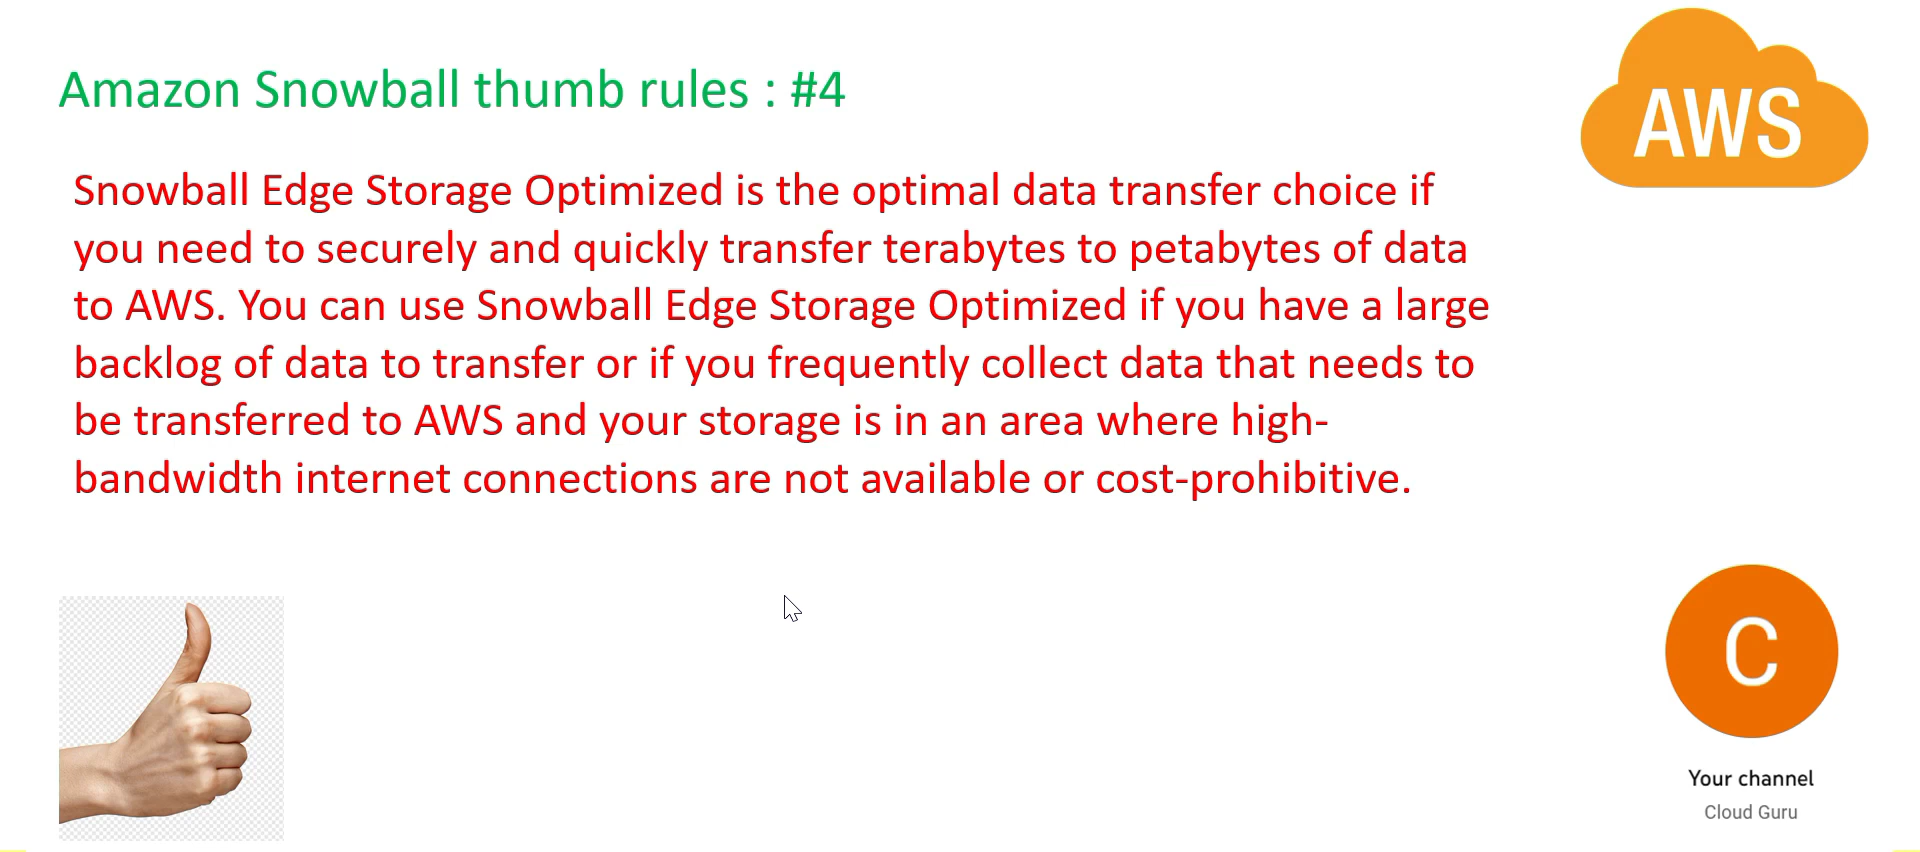 Amazon Snowball thumb rules : #4
AWS
Snowball Edge Storage Optimized is the optimal data transfer choice if
you need to securely and quickly transfer terabytes to petabytes of data
to AWS. You can use Snowball Edge Storage Optimized if you have a large
backlog of data to transfer or if you frequently collect data that needs to
be transferred to AWS and your storage is in an area where high-
bandwidth internet connections are not available or cost-prohibitive.
C
Your channel
Cloud Guru